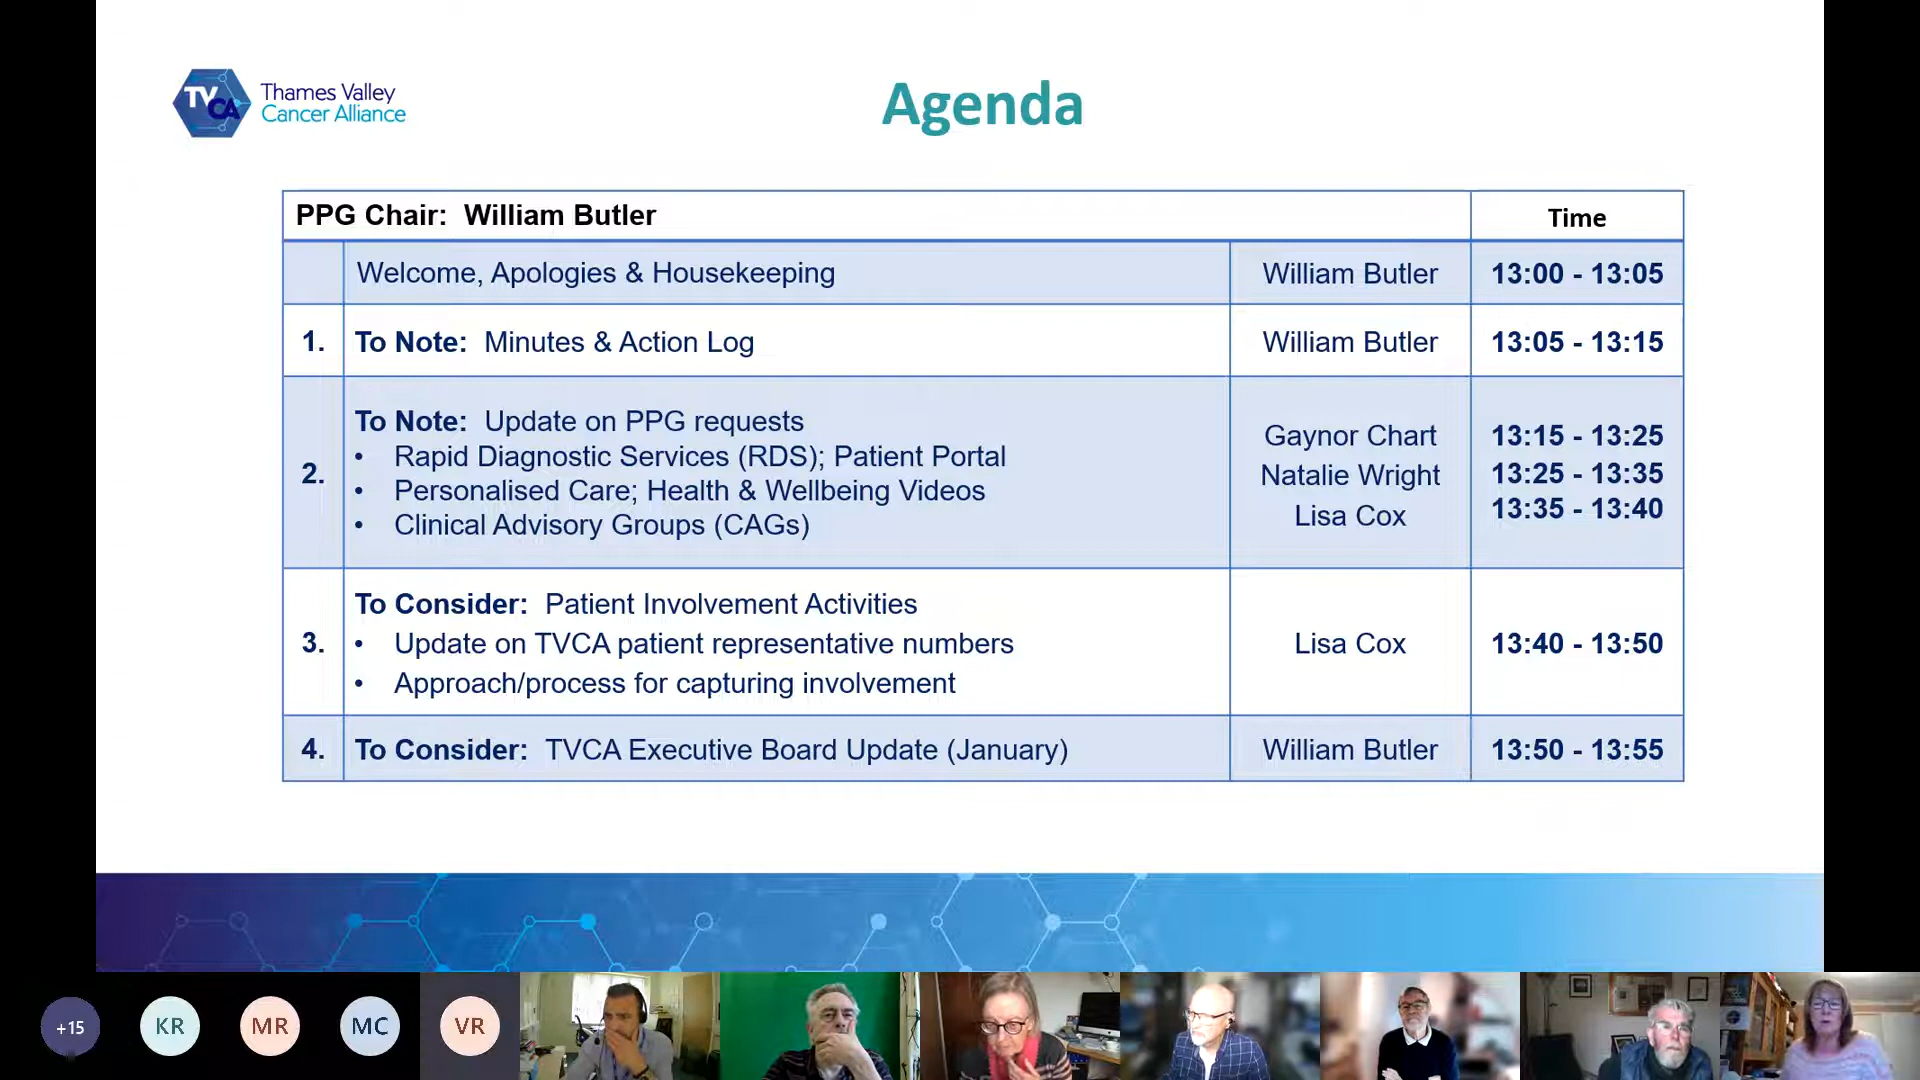 TVCA
Thames Valley
Cancer Alliance
Agenda
PPG Chair: William Butler
Time
Welcome, Apologies & Housekeeping
William Butler
13:00 - 13:05
1.
To Note: Minutes & Action Log
William Butler
13:05 - 13:15
2.
To Note: Update on PPG requests
• Rapid Diagnostic Services (RDS); Patient Portal
• Personalised Care; Health & Wellbeing Videos
• Clinical Advisory Groups (CAGs)
Gaynor Chart
Natalie Wright
Lisa Cox
13:15 - 13:25
13:25 - 13:35
13:35 - 13:40
3.
To Consider: Patient Involvement Activities
• Update on TVCA patient representative numbers
• Approach/process for capturing involvement
Lisa Cox
13:40 - 13:50
4.
To Consider: TVCA Executive Board Update (January)
William Butler
13:50 - 13:55
+15
KR
MR
MC
VR